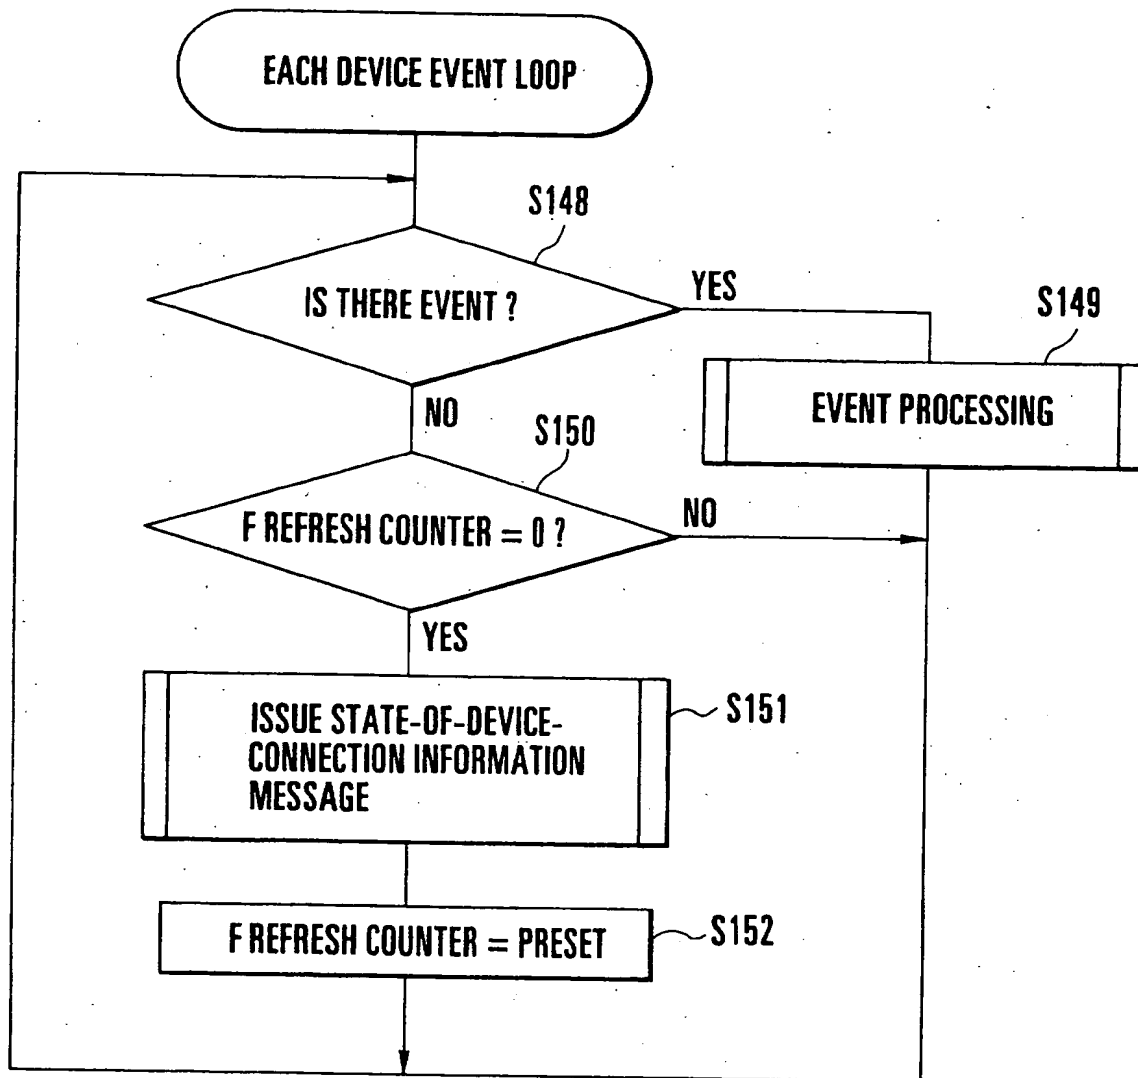 EACH DEVICE EVENT LOOP
S148
IS THERE EVENT ?
YES
S149
EVENT PROCESSING
NO
S150
F REFRESH COUNTER = 0 ?
NO
YES
ISSUE STATE-OF-DEVICE-
CONNECTION INFORMATION
MESSAGE
S151
F REFRESH COUNTER = PRESET
S152